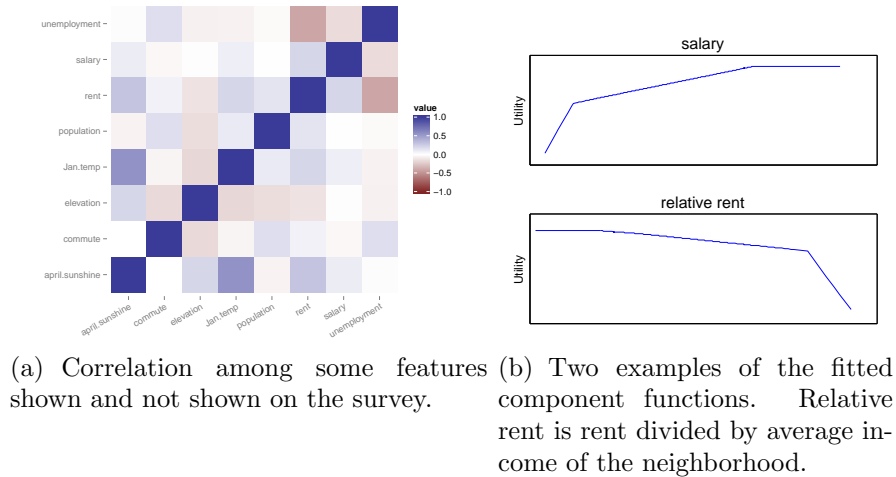 unemployment
salary
rent
population
Jan.temp
elevation
commute
april.sunshine
april.sunshine
commute
elevation
Jan.temp
population
rent
salary
unemployment
value
1.0
0.5
0.0
−0.5
−1.0
salary
Utility
relative rent
Utility
(a) Correlation among some features
shown and not shown on the survey.
(b) Two examples of the fitted
component functions. Relative
rent is rent divided by average in-
come of the neighborhood.